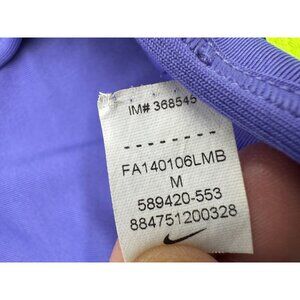 IM# 368545
- - - - - - - -
FA140106LMB
M
589420-553
884751200328